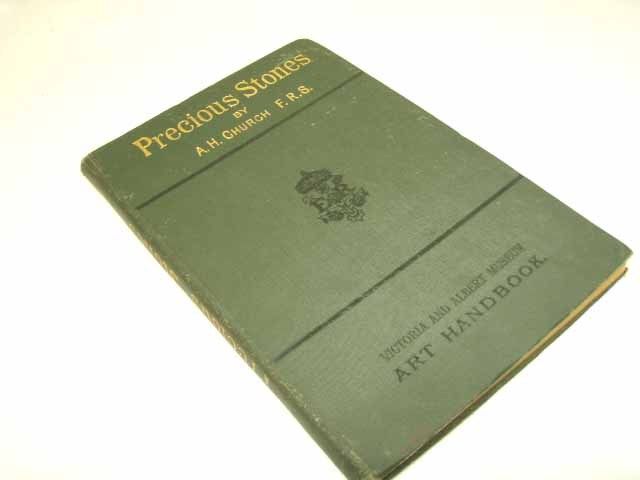 Precious Stones
BY
A. H. CHURCH F. R. S.
E R
VICTORIA AND ALBERT MUSEUM
ART HANDBOOK.